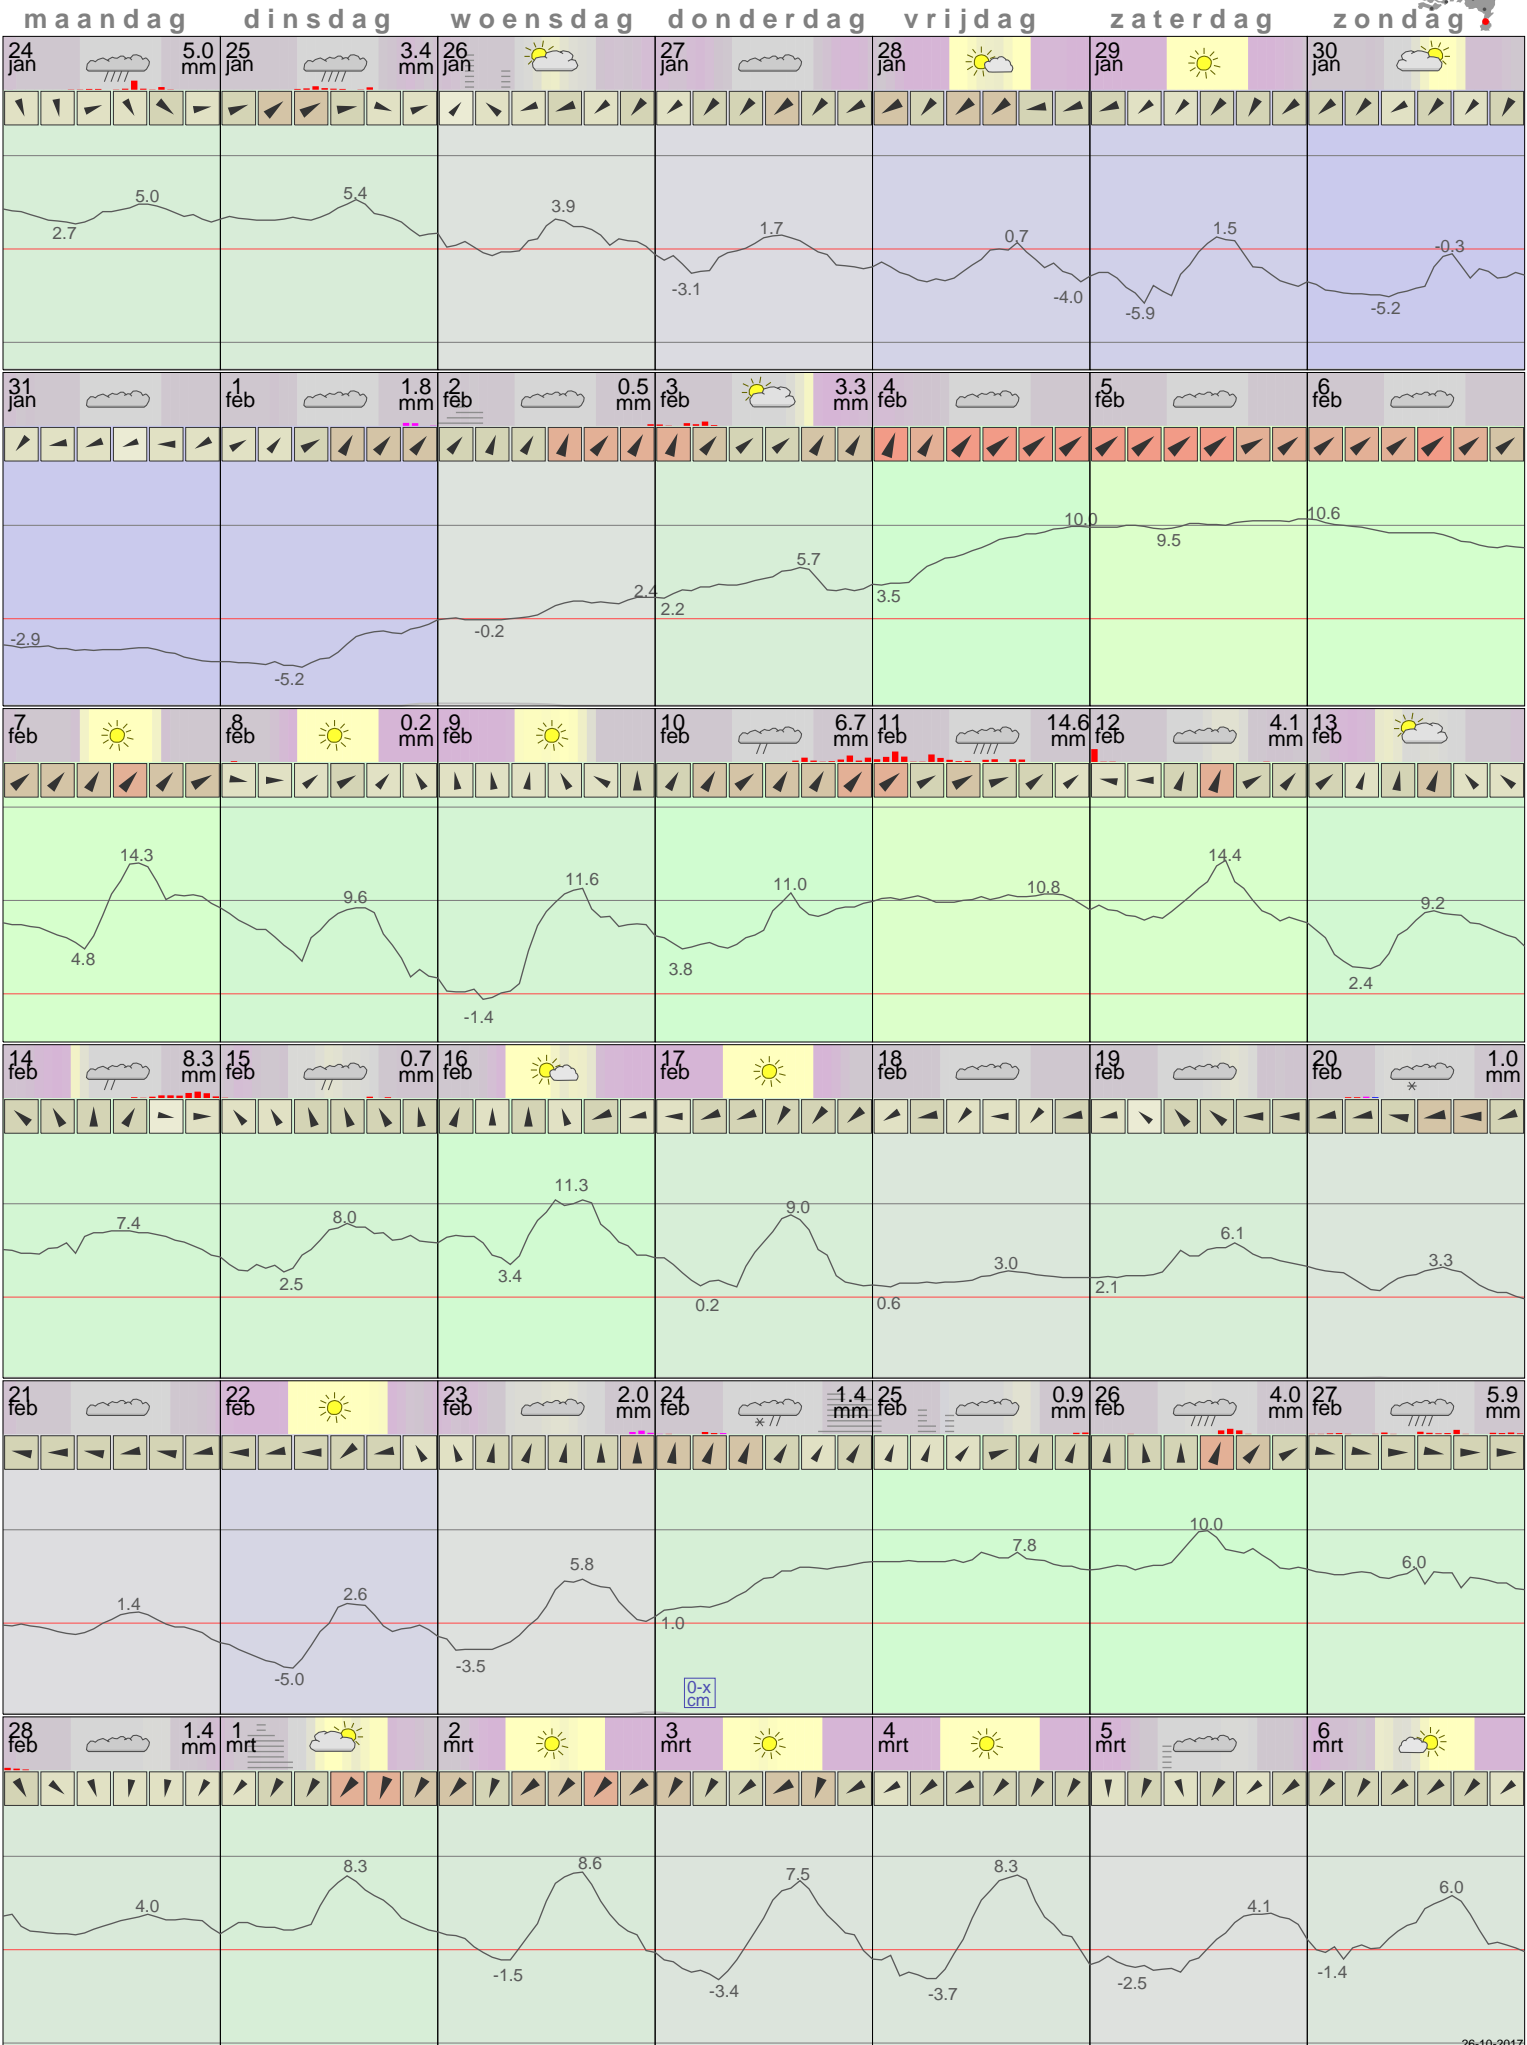 maandag dinsdag woensdag donderdag vrijdag zaterdag zondag
24 5.0 25 3.4 26 27 28 29 30
jan mm jan mm jan jan jan jan jan
5.0 5.4 3.9 1.7 0.7 1.5 -0.3
2.7 -3.1 -4.0 -5.9 -5.2
31 1 1.8 2 0.5 3 3.3 4 5 6
jan feb mm feb mm feb mm feb feb feb
10.0 10.6
9.5
5.7
2.4 2.2 3.5
-2.9 -0.2
-5.2
7 8 0.2 9 10 6.7 11 14.6 12 4.1 13
feb feb mm feb feb mm feb mm feb mm feb
14.3 9.6 11.6 11.0 10.8 14.4 9.2
4.8 -1.4 3.8 2.4
14 8.3 15 0.7 16 17 18 19 20 1.0
feb mm feb mm feb feb feb feb feb mm
7.4 8.0 11.3 9.0 3.0 6.1 3.3
2.5 3.4 0.2 0.6 2.1
21 22 23 2.0 24 1.4 25 0.9 26 4.0 27 5.9
feb feb feb mm feb mm feb mm feb mm feb mm
1.4 2.6 5.8 7.8 10.0 6.0
-5.0 -3.5 1.0
0-x
cm
28 1.4 1 2 3 4 5 6
feb mm mrt mrt mrt mrt mrt mrt
4.0 8.3 8.6 7.5 8.3 4.1 6.0
-1.5 -3.4 -3.7 -2.5 -1.4
26-10-2017